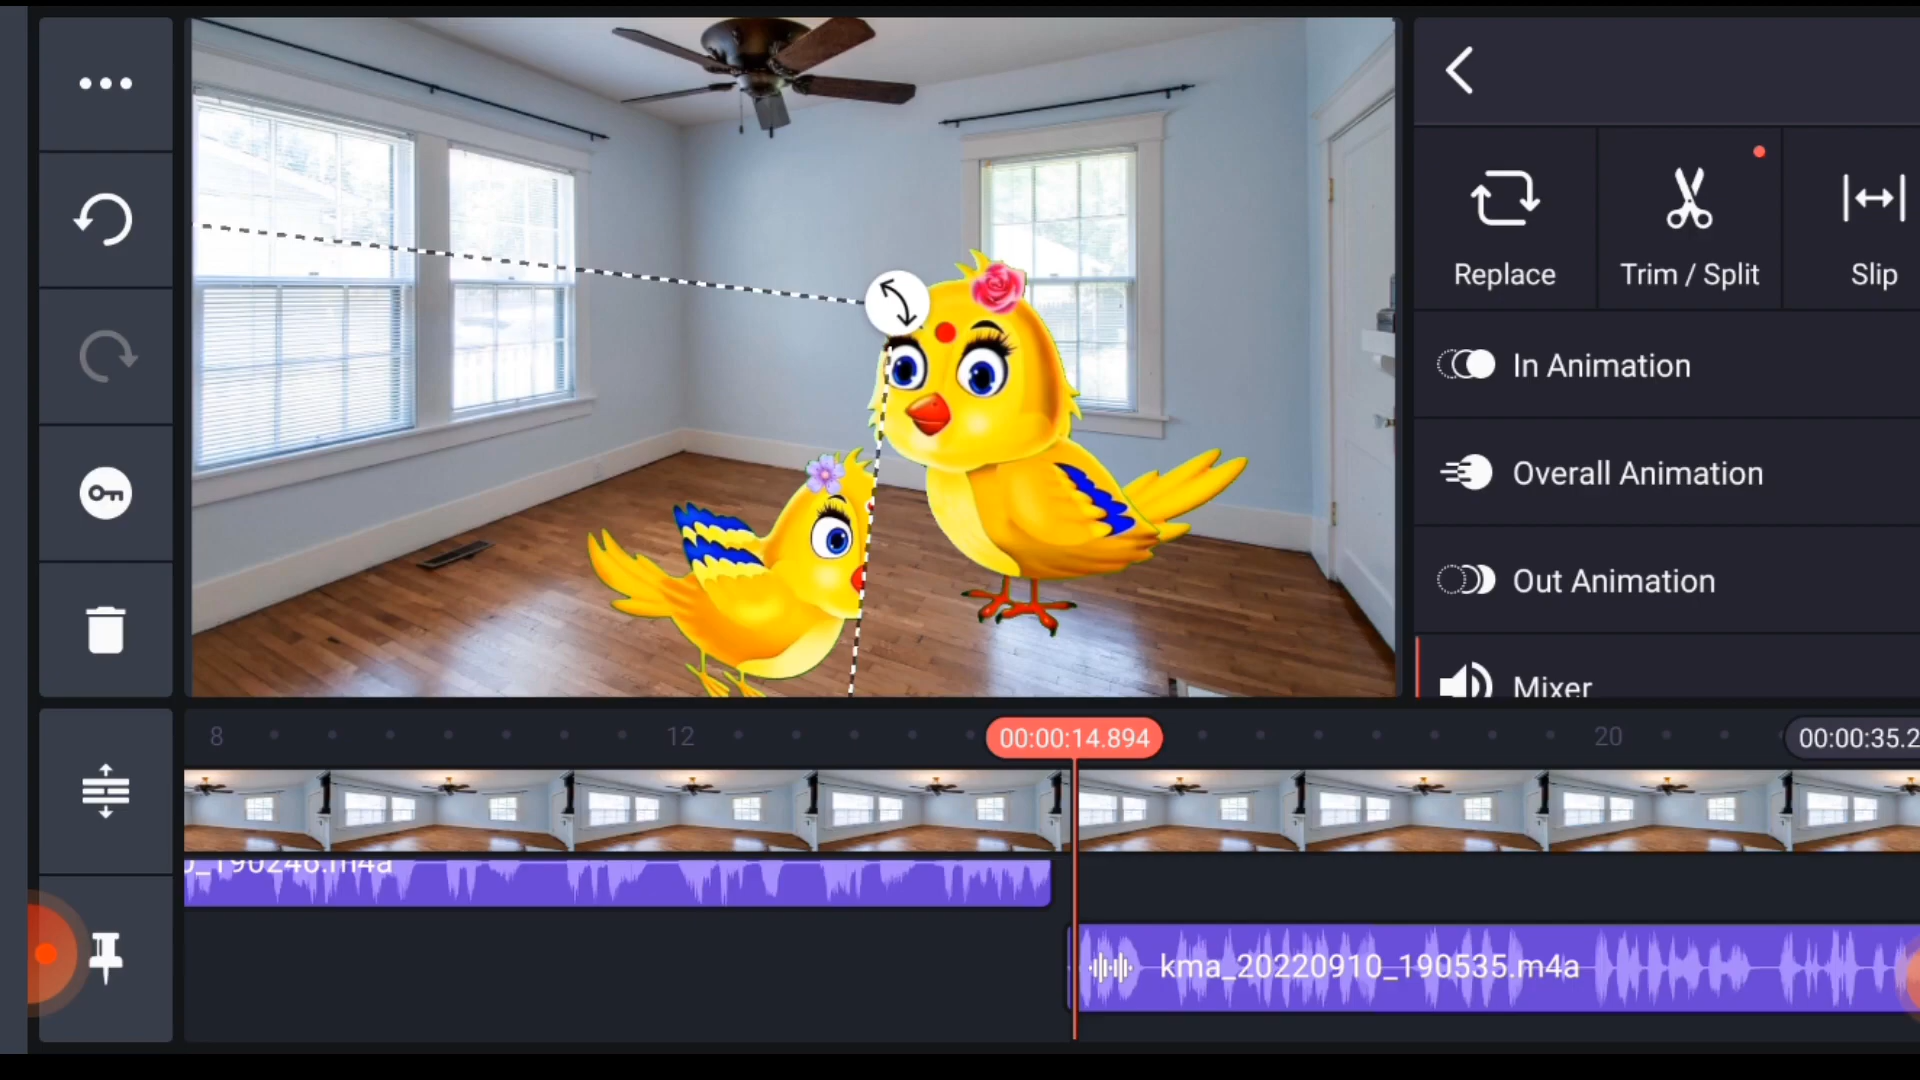 Replace
Trim / Split
Slip
In Animation
Overall Animation
Out Animation
Mixer
8
12
00:00:14.894
20
00:00:35.2
_190246.m4a
kma_20220910_190535.m4a